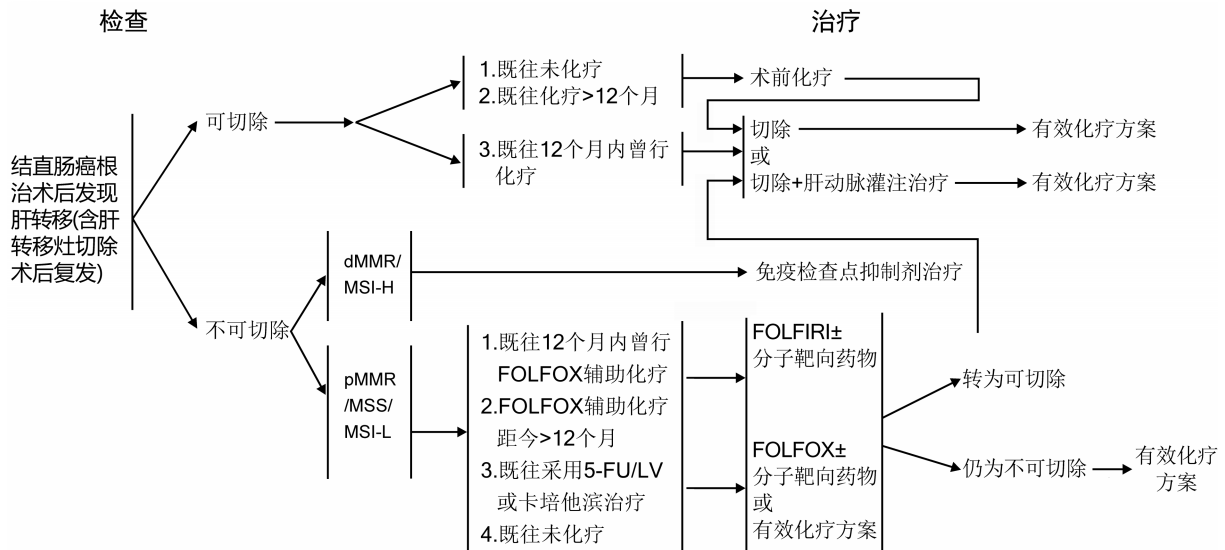 检查
治疗
结直肠癌根
治术后发现
肝转移(含肝
转移灶切除
术后复发)
可切除
1.既往未化疗
2.既往化疗>12个月
术前化疗
3.既往12个月内曾行
化疗
切除
或
切除+肝动脉灌注治疗
有效化疗方案
有效化疗方案
不可切除
dMMR/
MSI-H
免疫检查点抑制剂治疗
pMMR
/MSS/
MSI-L
1.既往12个月内曾行
FOLFOX辅助化疗
2.FOLFOX辅助化疗
距今>12个月
3.既往采用5-FU/LV
或卡培他滨治疗
4.既往未化疗
FOLFIRI±
分子靶向药物
FOLFOX±
分子靶向药物
或
有效化疗方案
转为可切除
仍为不可切除
有效化疗
方案